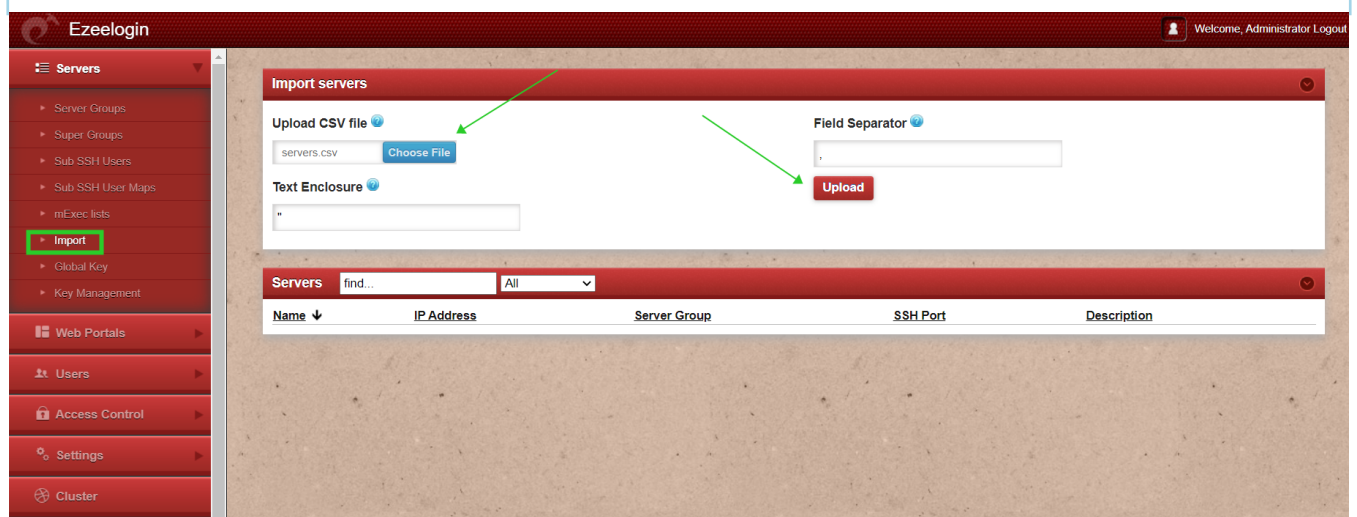 Ezeelogin
Welcome, Administrator Logout
Servers
Server Groups
Super Groups
Sub SSH Users
Sub SSH User Maps
mExec lists
Import
Global Key
Key Management
Web Portals
Users
Access Control
Settings
Cluster
Import servers
Upload CSV file
servers.csv Choose File
Text Enclosure
"
Field Separator
,
Upload
Servers find... All
Name IP Address Server Group SSH Port Description